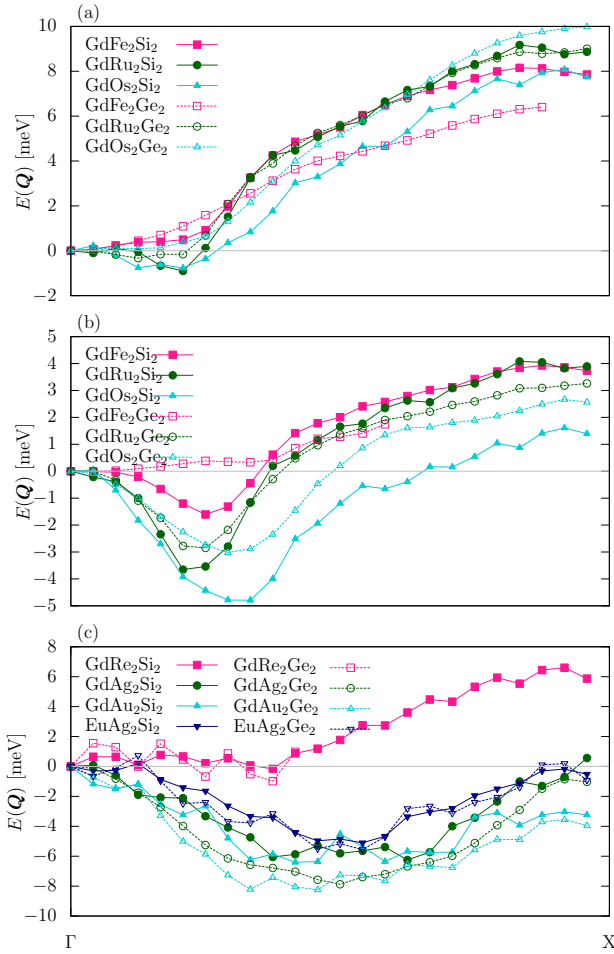 (a)
10
8
6
4
2
0
−2
E(Q) [meV]
GdFe₂Si₂
GdRu₂Si₂
GdOs₂Si₂
GdFe₂Ge₂
GdRu₂Ge₂
GdOs₂Ge₂
(b)
5
4
3
2
1
0
−1
−2
−3
−4
−5
E(Q) [meV]
GdFe₂Si₂
GdRu₂Si₂
GdOs₂Si₂
GdFe₂Ge₂
GdRu₂Ge₂
GdOs₂Ge₂
(c)
8
6
4
2
0
−2
−4
−6
−8
−10
E(Q) [meV]
GdRe₂Si₂ GdRe₂Ge₂
GdAg₂Si₂ GdAg₂Ge₂
GdAu₂Si₂ GdAu₂Ge₂
EuAg₂Si₂ EuAg₂Ge₂
Γ X